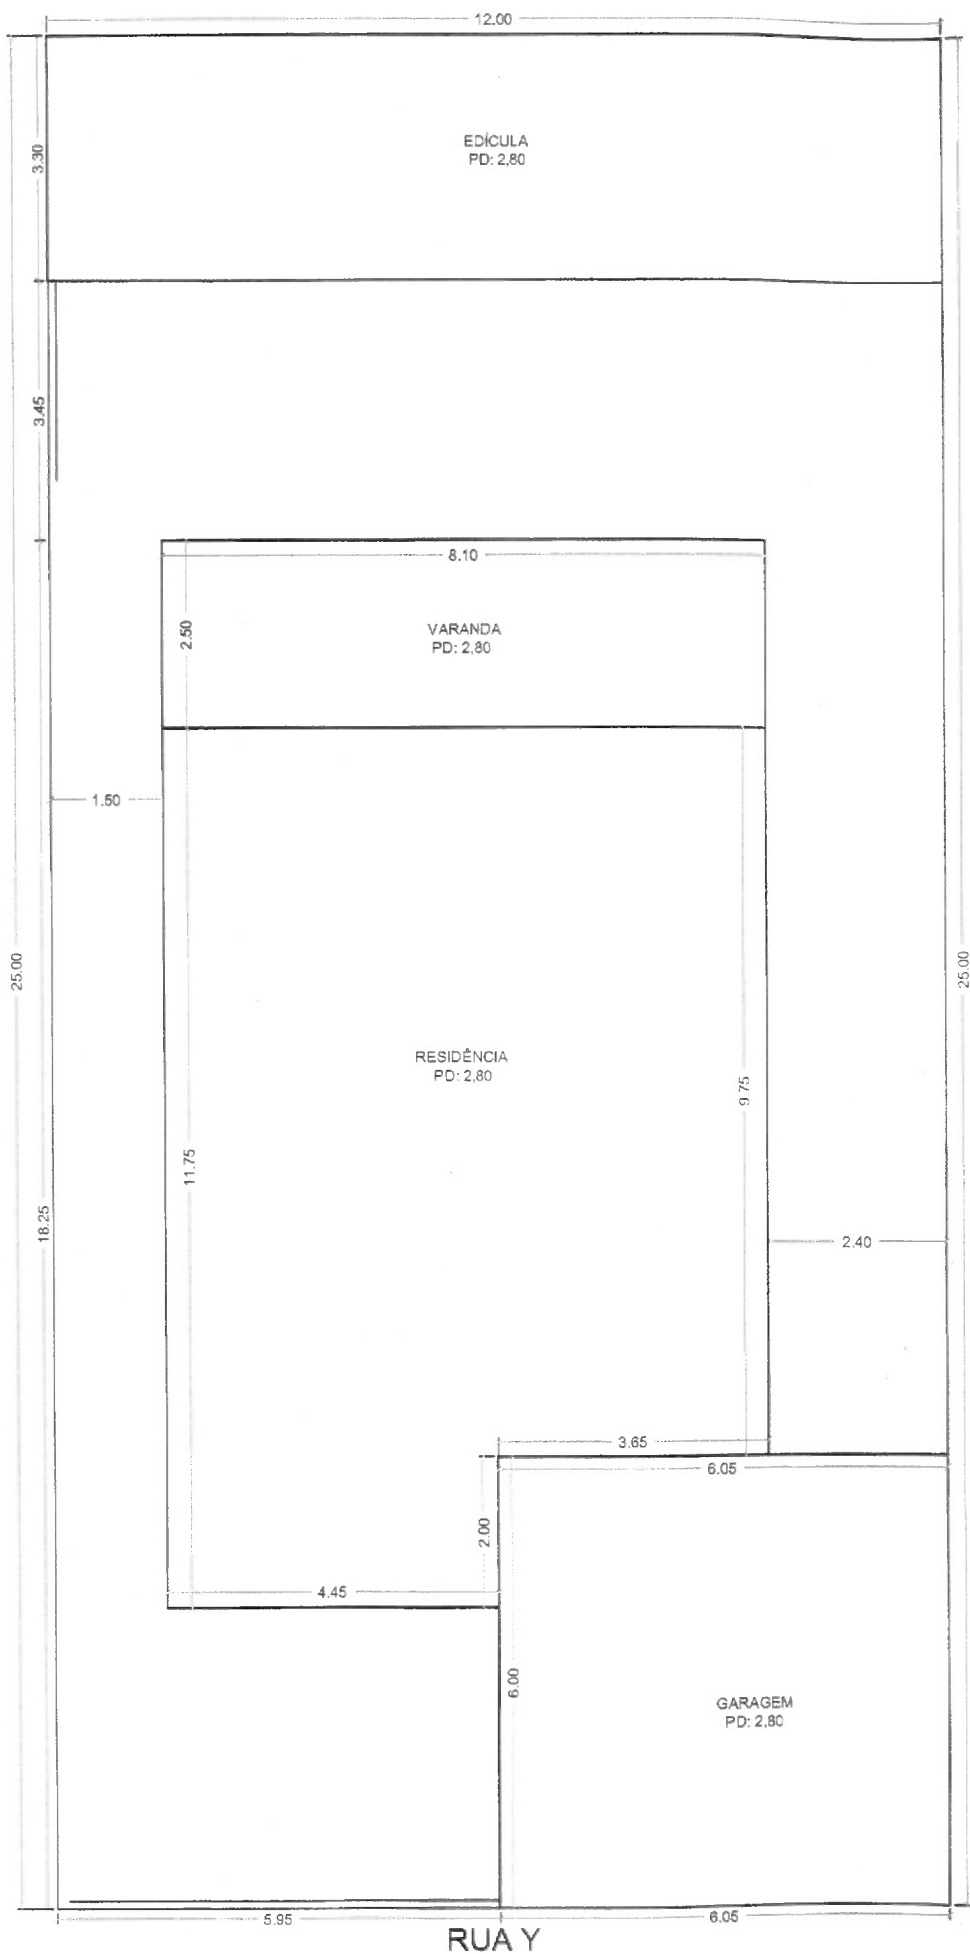 12.00
3.30
EDÍCULA
PD: 2,80
3.45
8.10
2.50
VARANDA
PD: 2,80
1.50
25.00
25.00
RESIDÊNCIA
PD: 2,80
9.75
11.75
18.25
2.40
3.65
6.05
2.00
4.45
6.00
GARAGEM
PD: 2,80
5.95
6.05
RUA Y